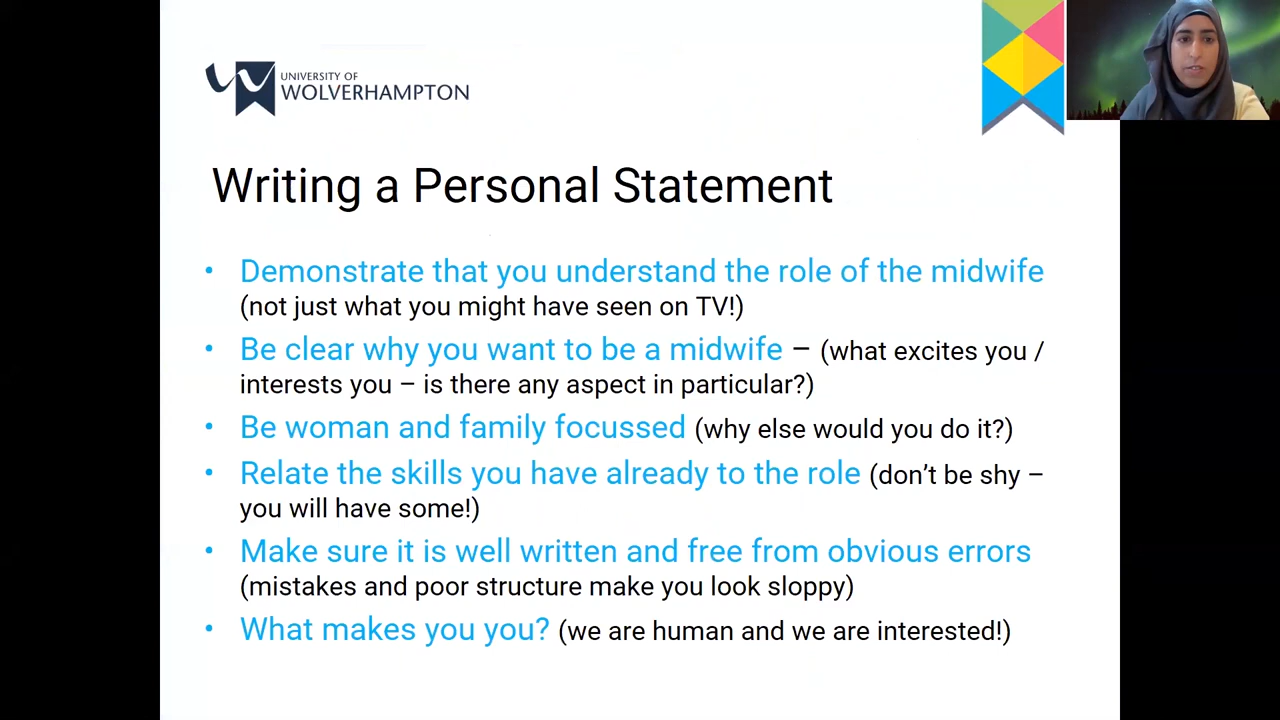 UNIVERSITY OF
WOLVERHAMPTON
Writing a Personal Statement
• Demonstrate that you understand the role of the midwife
(not just what you might have seen on TV!)
• Be clear why you want to be a midwife – (what excites you /
interests you – is there any aspect in particular?)
• Be woman and family focussed (why else would you do it?)
• Relate the skills you have already to the role (don’t be shy –
you will have some!)
• Make sure it is well written and free from obvious errors
(mistakes and poor structure make you look sloppy)
• What makes you you? (we are human and we are interested!)